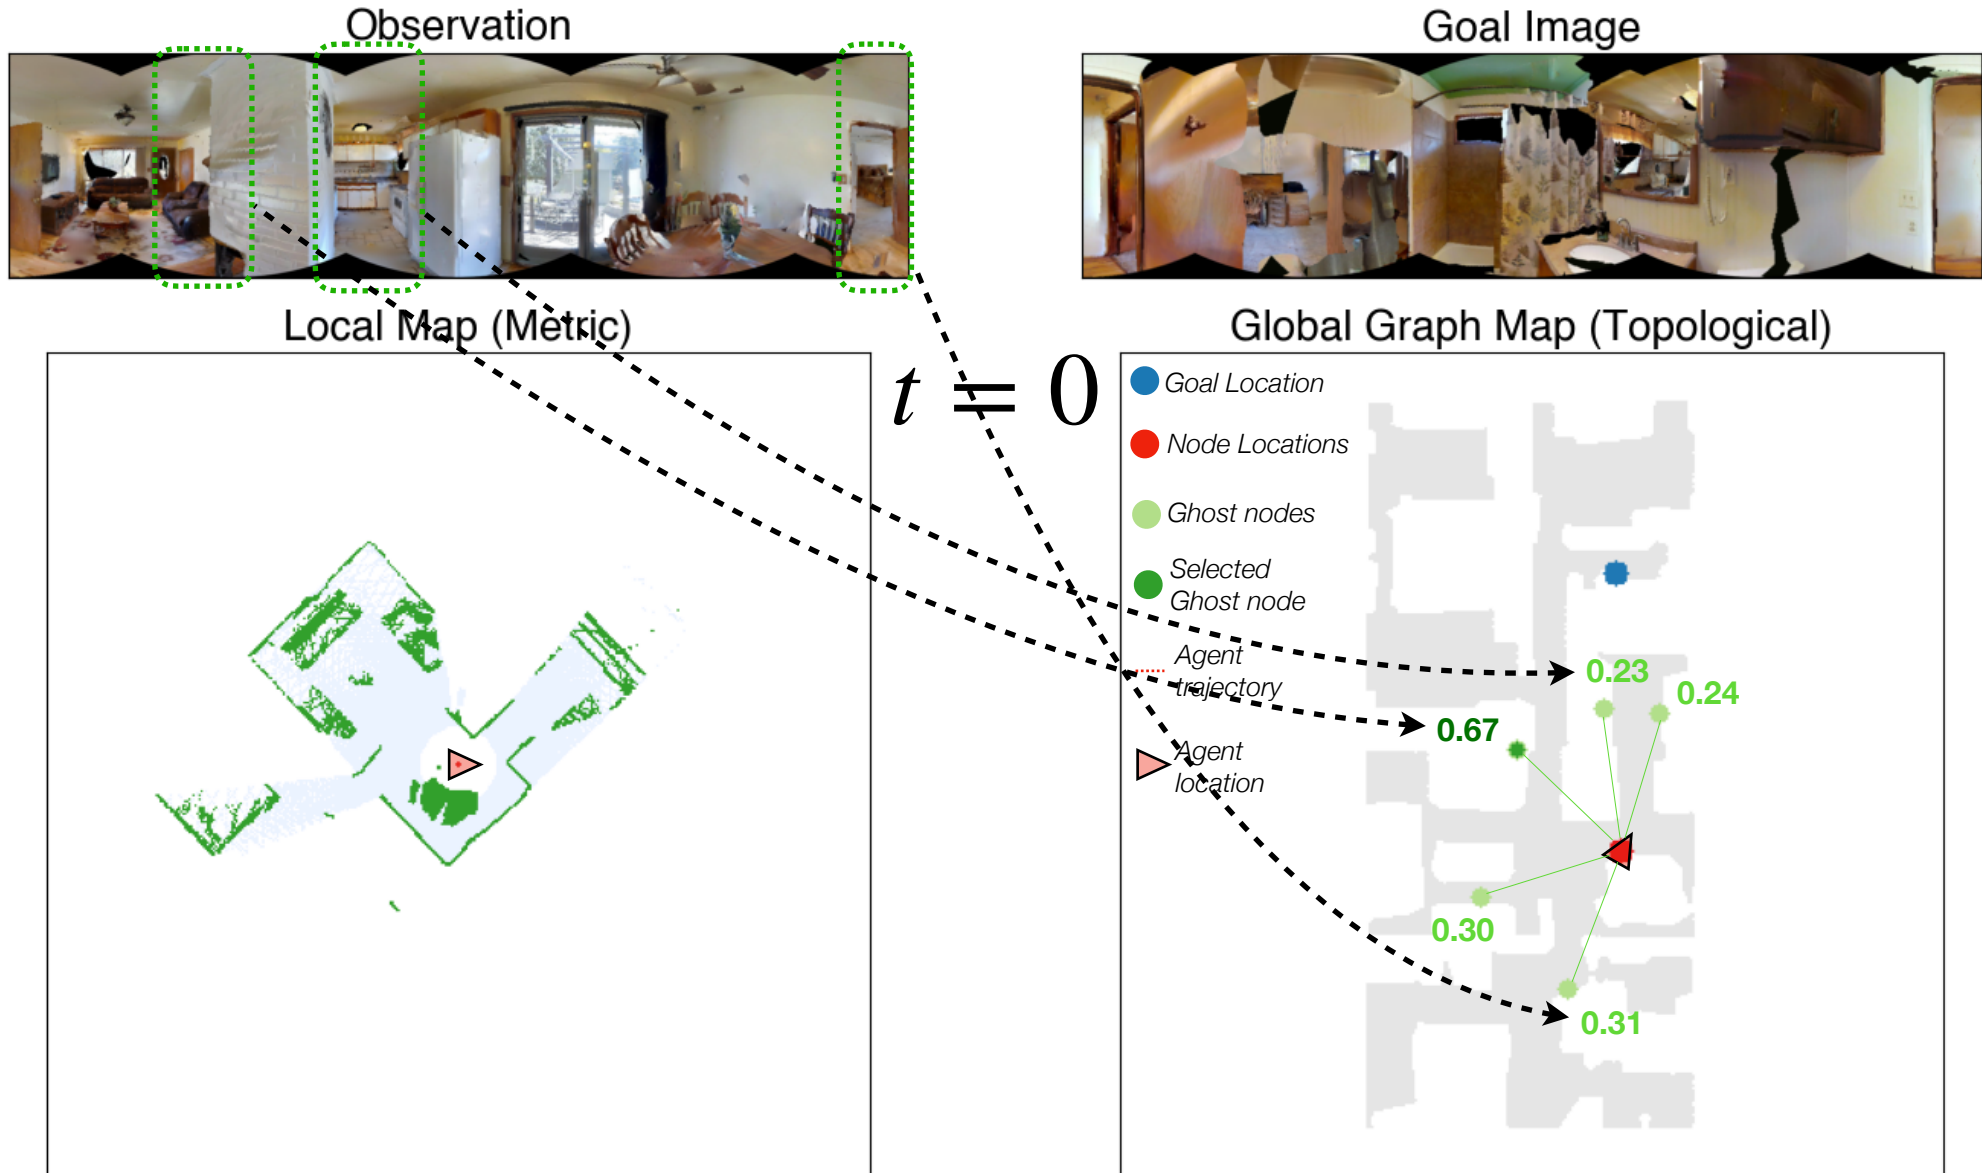 Observation
Goal Image
Local Map (Metric)
Global Graph Map (Topological)
t = 0
Goal Location
Node Locations
Ghost nodes
Selected
Ghost node
Agent
trajectory
Agent
location
0.23
0.24
0.67
0.30
0.31